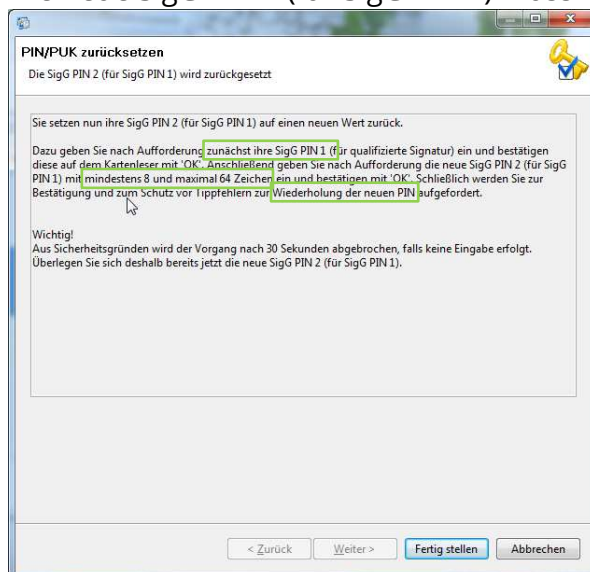 PIN/PUK zurücksetzen
Die SigG PIN 2 (für SigG PIN 1) wird zurückgesetzt
Sie setzen nun ihre SigG PIN 2 (für SigG PIN 1) auf einen neuen Wert zurück.
Dazu geben Sie nach Aufforderung zunächst ihre SigG PIN 1 (für qualifizierte Signatur) ein und bestätigen
diese auf dem Kartenleser mit 'OK'. Anschließend geben Sie nach Aufforderung die neue SigG PIN 2 (für SigG
PIN 1) mit mindestens 8 und maximal 64 Zeichen ein und bestätigen mit 'OK'. Schließlich werden Sie zur
Bestätigung und zum Schutz vor Tippfehlern zur Wiederholung der neuen PIN aufgefordert.
Wichtig!
Aus Sicherheitsgründen wird der Vorgang nach 30 Sekunden abgebrochen, falls keine Eingabe erfolgt.
Überlegen Sie sich deshalb bereits jetzt die neue SigG PIN 2 (für SigG PIN 1).
< Zurück Weiter > Fertig stellen Abbrechen